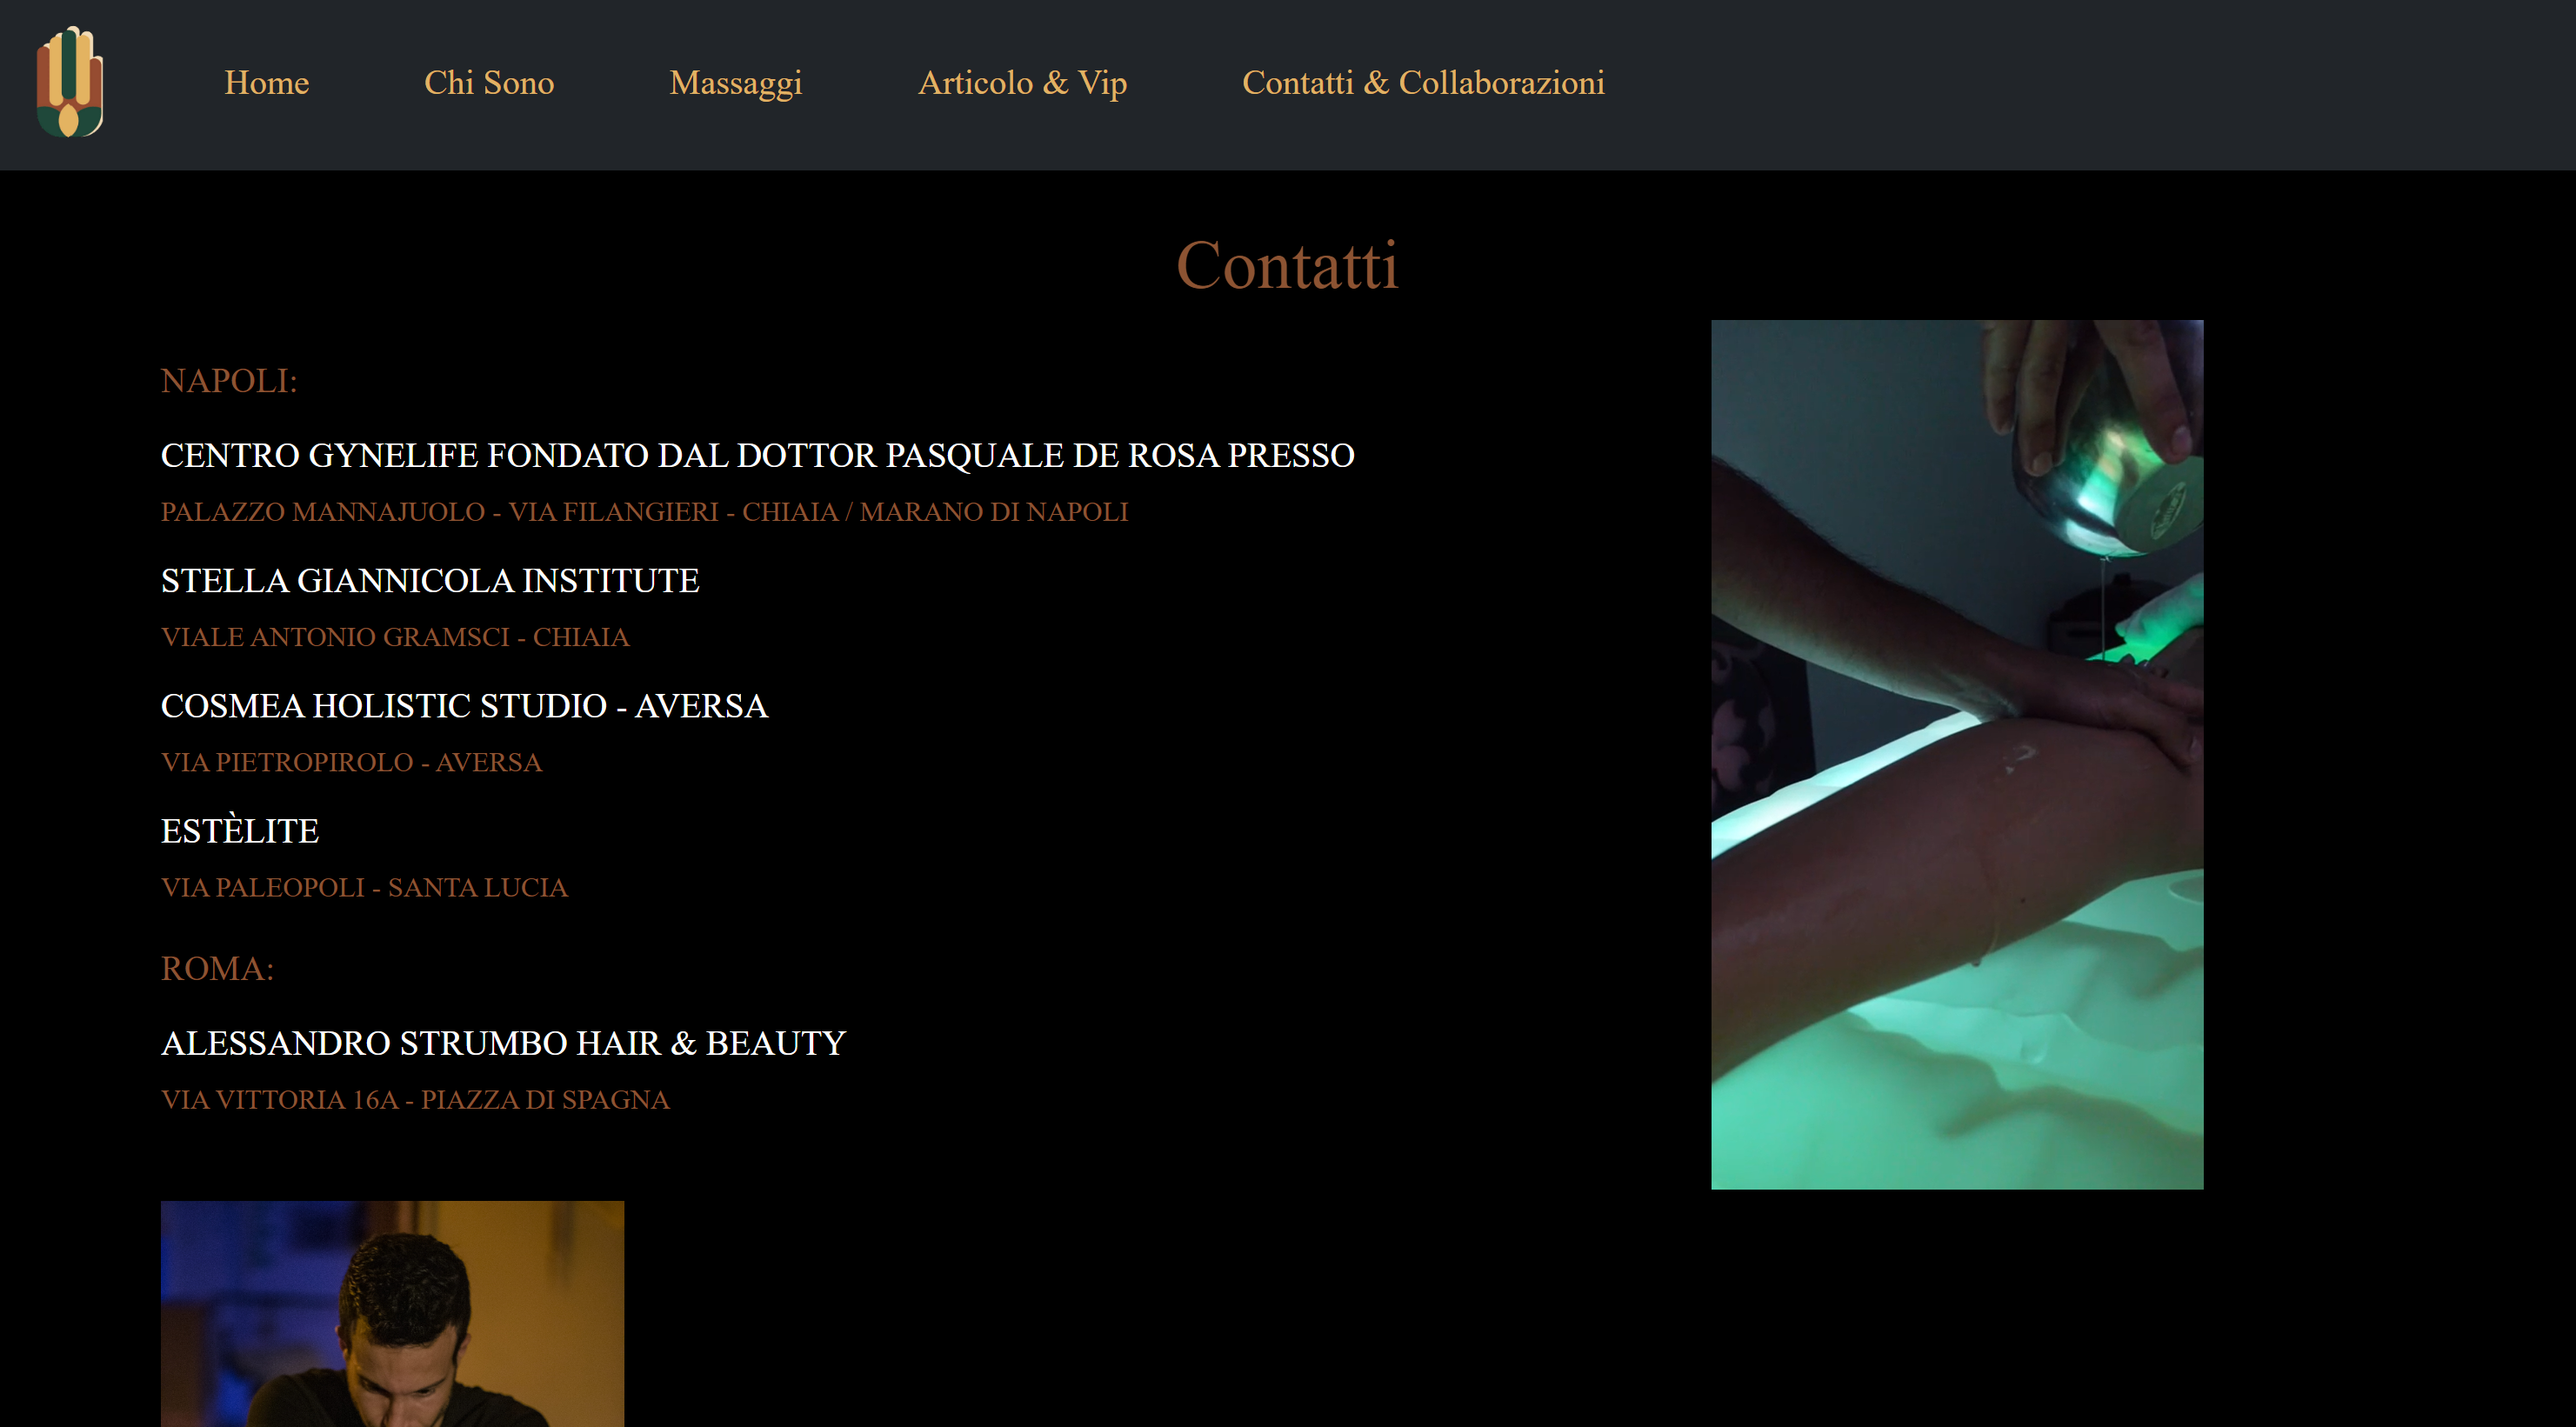 Home
Chi Sono
Massaggi
Articolo & Vip
Contatti & Collaborazioni
Contatti
NAPOLI:
CENTRO GYNELIFE FONDATO DAL DOTTOR PASQUALE DE ROSA PRESSO
PALAZZO MANNAJUOLO - VIA FILANGIERI - CHIAIA / MARANO DI NAPOLI
STELLA GIANNICOLA INSTITUTE
VIALE ANTONIO GRAMSCI - CHIAIA
COSMEA HOLISTIC STUDIO - AVERSA
VIA PIETROPIROLO - AVERSA
ESTÈLITE
VIA PALEOPOLI - SANTA LUCIA
ROMA:
ALESSANDRO STRUMBO HAIR & BEAUTY
VIA VITTORIA 16A - PIAZZA DI SPAGNA